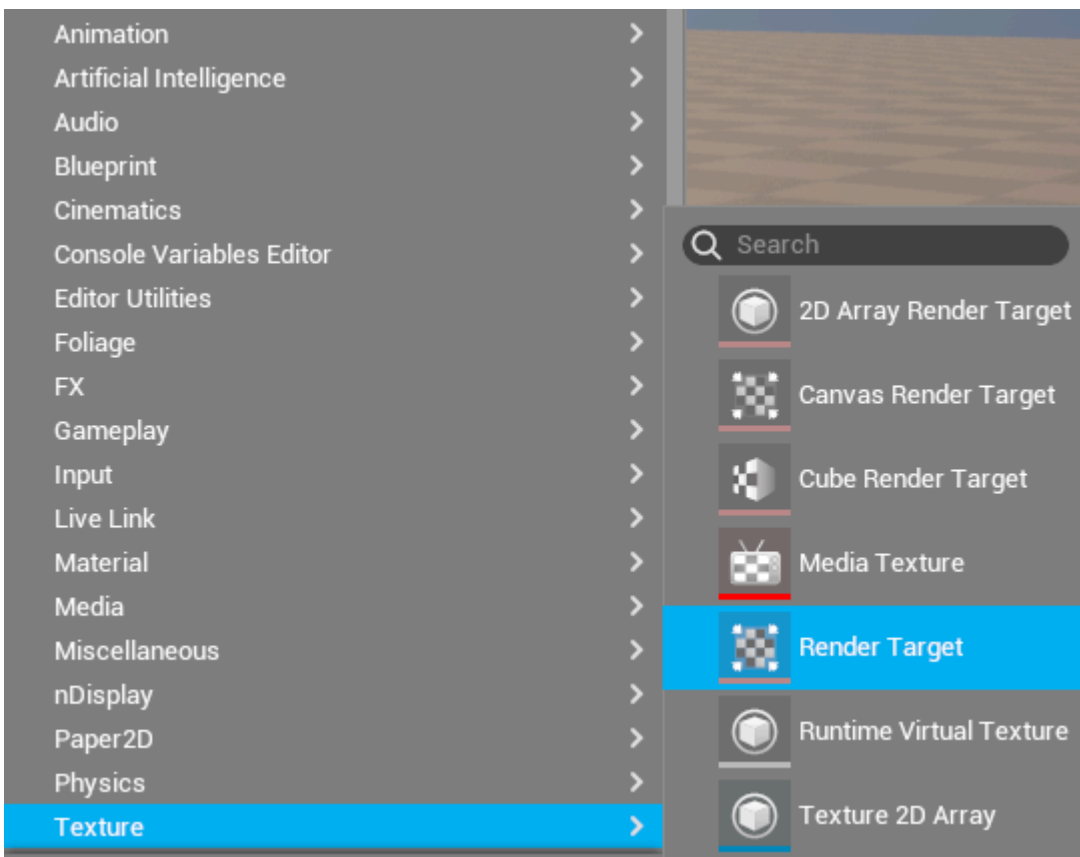 Animation
Artificial Intelligence
Audio
Blueprint
Cinematics
Console Variables Editor
Editor Utilities
Foliage
FX
Gameplay
Input
Live Link
Material
Media
Miscellaneous
nDisplay
Paper2D
Physics
Texture
Search
2D Array Render Target
Canvas Render Target
Cube Render Target
Media Texture
Render Target
Runtime Virtual Texture
Texture 2D Array